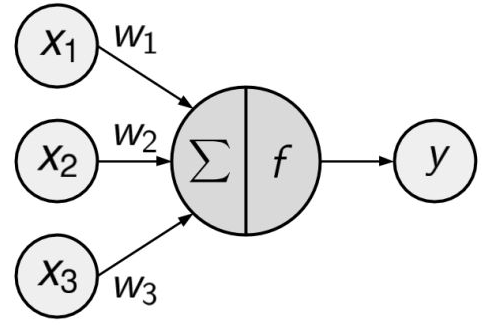 x₁ w₁
x₂ w₂ ∑ f y
x₃ w₃